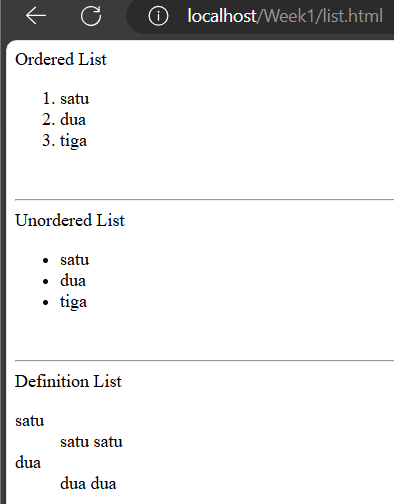 localhost/Week1/list.html
Ordered List
1. satu
2. dua
3. tiga
Unordered List
• satu
• dua
• tiga
Definition List
satu
satu satu
dua
dua dua